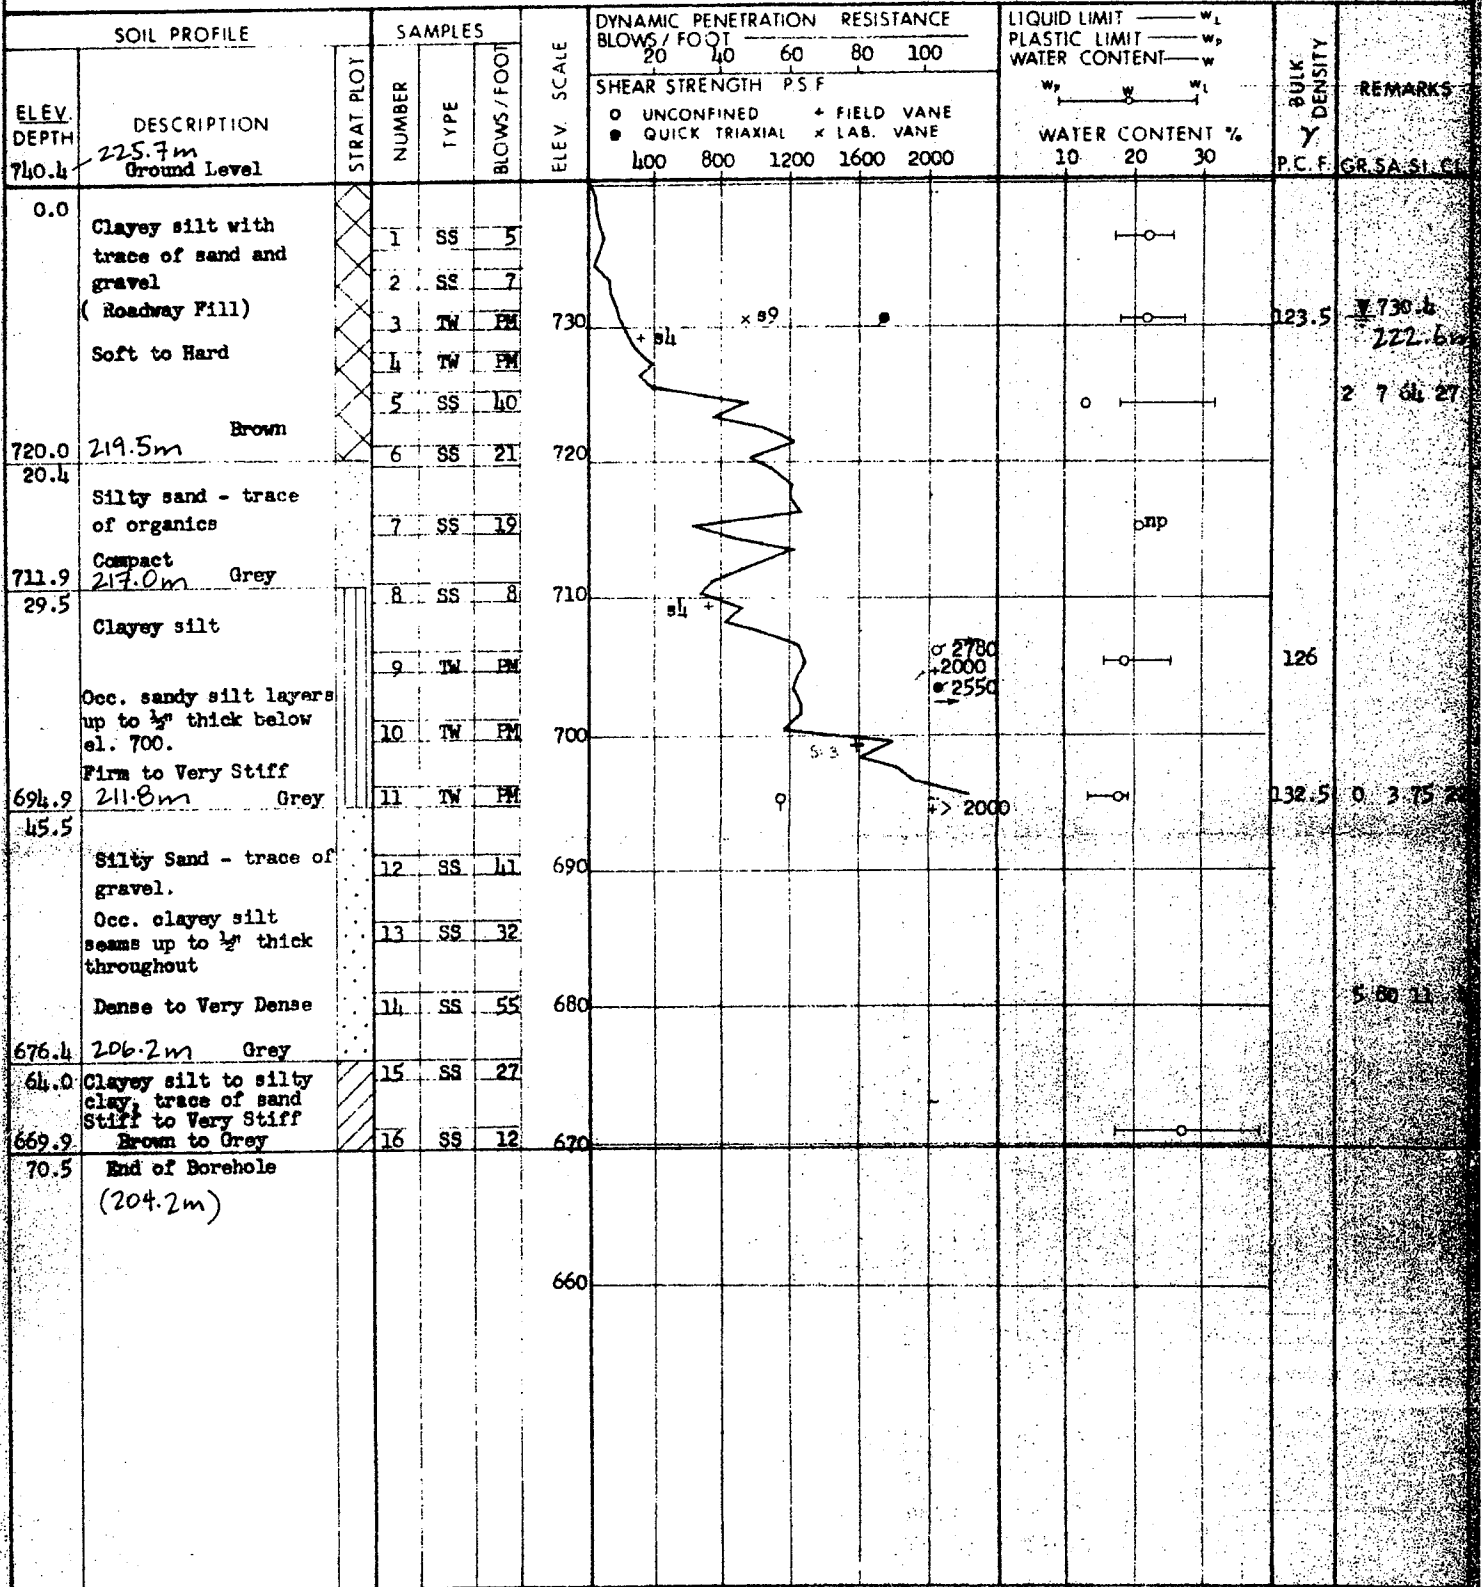 SOIL PROFILE
SAMPLES
ELEV. SCALE
DYNAMIC PENETRATION RESISTANCE
BLOWS / FOOT
20 40 60 80 100
SHEAR STRENGTH P.S.F
o UNCONFINED + FIELD VANE
● QUICK TRIAXIAL × LAB. VANE
400 800 1200 1600 2000
LIQUID LIMIT —— wL
PLASTIC LIMIT —— wP
WATER CONTENT —— w
wP w wL
WATER CONTENT %
10 20 30
BULK DENSITY
γ
P.C.F.
REMARKS
GR.SA.SI.CL
ELEV.
DEPTH
DESCRIPTION
STRAT PLOT
NUMBER
TYPE
BLOWS / FOOT
225.7m
740.4 Ground Level
0.0
Clayey silt with
trace of sand and
gravel
( Roadway Fill)
Soft to Hard
Brown
720.0 219.5m
20.4
Silty sand - trace
of organics
Compact
711.9 217.0m Grey
29.5
Clayey silt
Occ. sandy silt layers
up to ½" thick below
el. 700.
Firm to Very Stiff
694.9 211.8m Grey
45.5
Silty Sand - trace of
gravel.
Occ. clayey silt
seams up to ½" thick
throughout
Dense to Very Dense
676.4 206.2m Grey
64.0 Clayey silt to silty
clay, trace of sand
Stiff to Very Stiff
669.9 Brown to Grey
70.5 End of Borehole
(204.2m)
1 SS 5
2 SS 7
3 TW PM
4 TW PM
5 SS 40
6 SS 21
7 SS 19
8 SS 8
9 TW PM
10 TW PM
11 TW PM
12 SS 41
13 SS 32
14 SS 55
15 SS 27
16 SS 12
730
720
710
700
690
680
670
660
× s9
+ s4
s4 +
2780
+2000
2550
S:3
+> 2000
np
123.5
126
132.5
730.4
222.6m
2 7 64 27
0 3 75 22
5 80 11